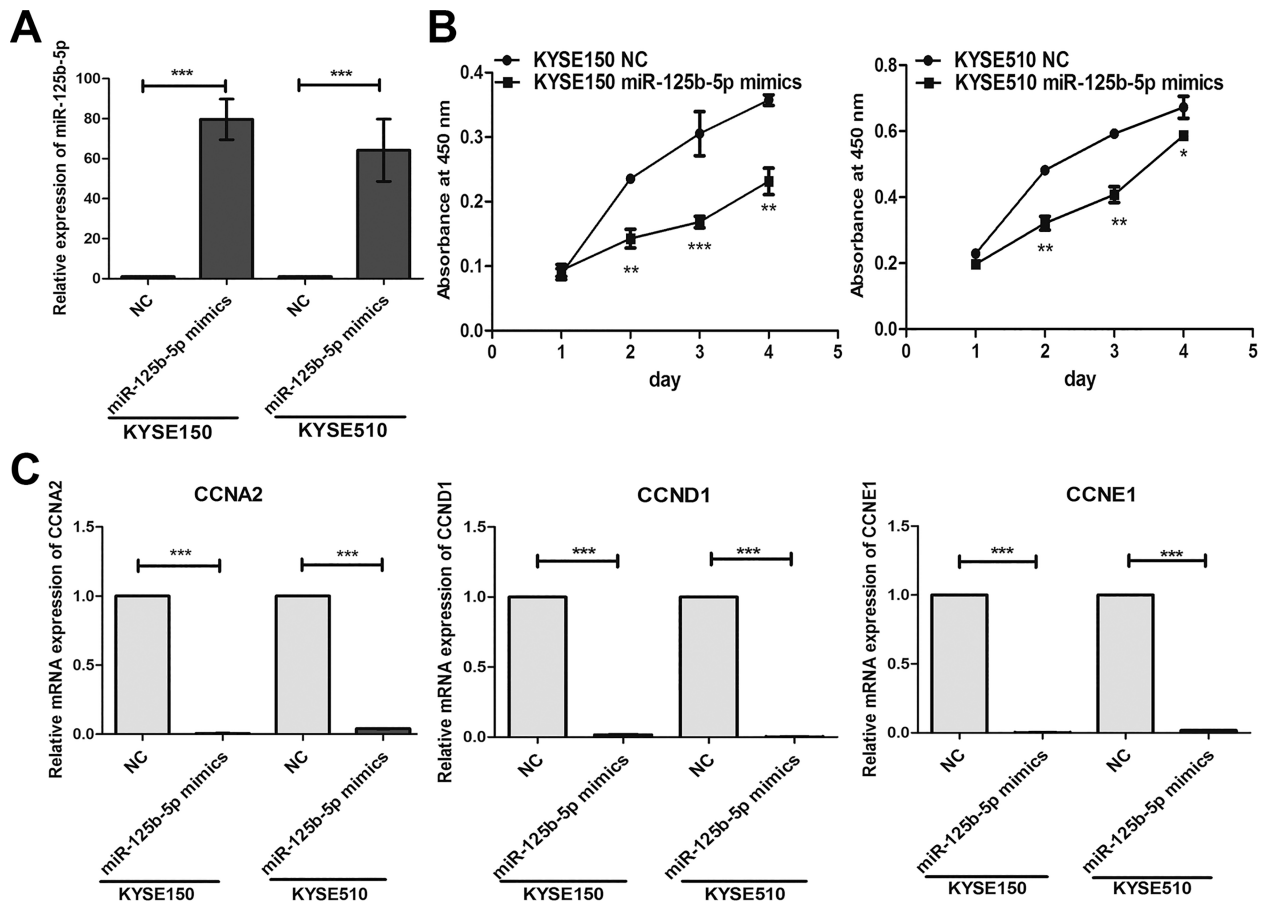 A
Relative expression of miR-125b-5p
100
80
60
40
20
0
***
***
NC
miR-125b-5p mimics
NC
miR-125b-5p mimics
KYSE150
KYSE510
B
KYSE150 NC
KYSE150 miR-125b-5p mimics
Absorbance at 450 nm
0.4
0.3
0.2
0.1
0.0
**
***
**
0
1
2
3
4
5
day
KYSE510 NC
KYSE510 miR-125b-5p mimics
Absorbance at 450 nm
0.8
0.6
0.4
0.2
0.0
**
**
*
0
1
2
3
4
5
day
C
CCNA2
Relative mRNA expression of CCNA2
1.5
1.0
0.5
0.0
***
***
NC
miR-125b-5p mimics
NC
miR-125b-5p mimics
KYSE150
KYSE510
CCND1
Relative mRNA expression of CCND1
1.5
1.0
0.5
0.0
***
***
NC
miR-125b-5p mimics
NC
miR-125b-5p mimics
KYSE150
KYSE510
CCNE1
Relative mRNA expression of CCNE1
1.5
1.0
0.5
0.0
***
***
NC
miR-125b-5p mimics
NC
miR-125b-5p mimics
KYSE150
KYSE510